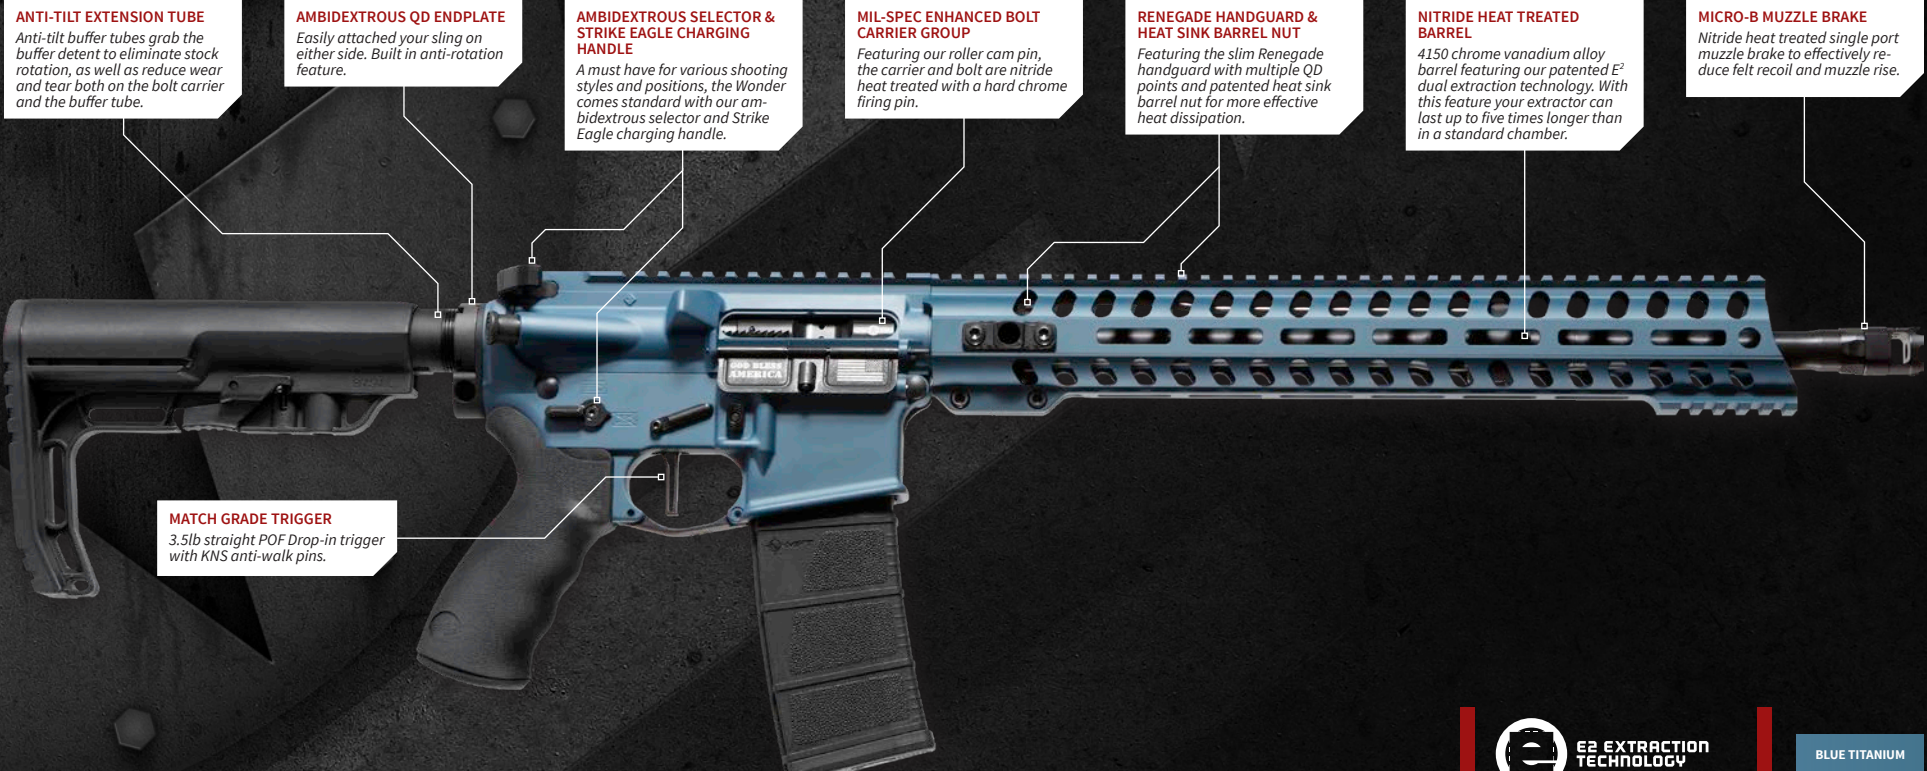 ANTI-TILT EXTENSION TUBE
Anti-tilt buffer tubes grab the
buffer detent to eliminate stock
rotation, as well as reduce wear
and tear both on the bolt carrier
and the buffer tube.
AMBIDEXTROUS QD ENDPLATE
Easily attached your sling on
either side. Built in anti-rotation
feature.
AMBIDEXTROUS SELECTOR &
STRIKE EAGLE CHARGING
HANDLE
A must have for various shooting
styles and positions, the Wonder
comes standard with our am-
bidextrous selector and Strike
Eagle charging handle.
MIL-SPEC ENHANCED BOLT
CARRIER GROUP
Featuring our roller cam pin,
the carrier and bolt are nitride
heat treated with a hard chrome
firing pin.
RENEGADE HANDGUARD &
HEAT SINK BARREL NUT
Featuring the slim Renegade
handguard with multiple QD
points and patented heat sink
barrel nut for more effective
heat dissipation.
NITRIDE HEAT TREATED
BARREL
4150 chrome vanadium alloy
barrel featuring our patented E²
dual extraction technology. With
this feature your extractor can
last up to five times longer than
in a standard chamber.
MICRO-B MUZZLE BRAKE
Nitride heat treated single port
muzzle brake to effectively re-
duce felt recoil and muzzle rise.
GOD BLESS
AMERICA
MATCH GRADE TRIGGER
3.5lb straight POF Drop-in trigger
with KNS anti-walk pins.
e
E2 EXTRACTION
TECHNOLOGY
BLUE TITANIUM